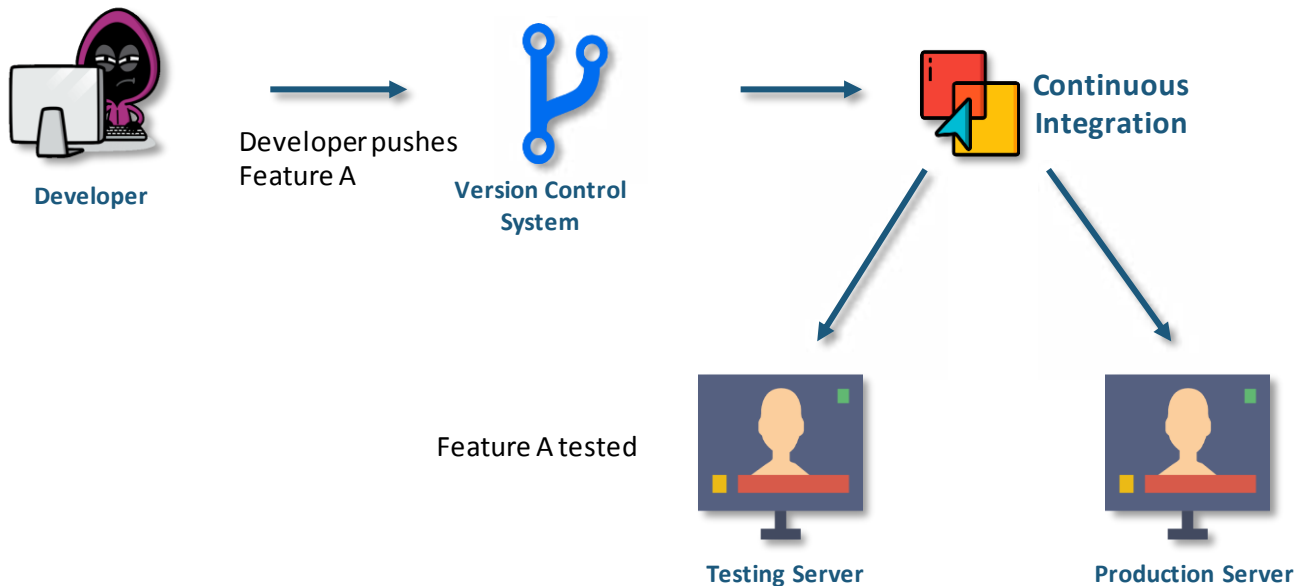 Continuous
Integration
Developer pushes
Feature A
Developer
Version Control
System
Feature A tested
Testing Server
Production Server